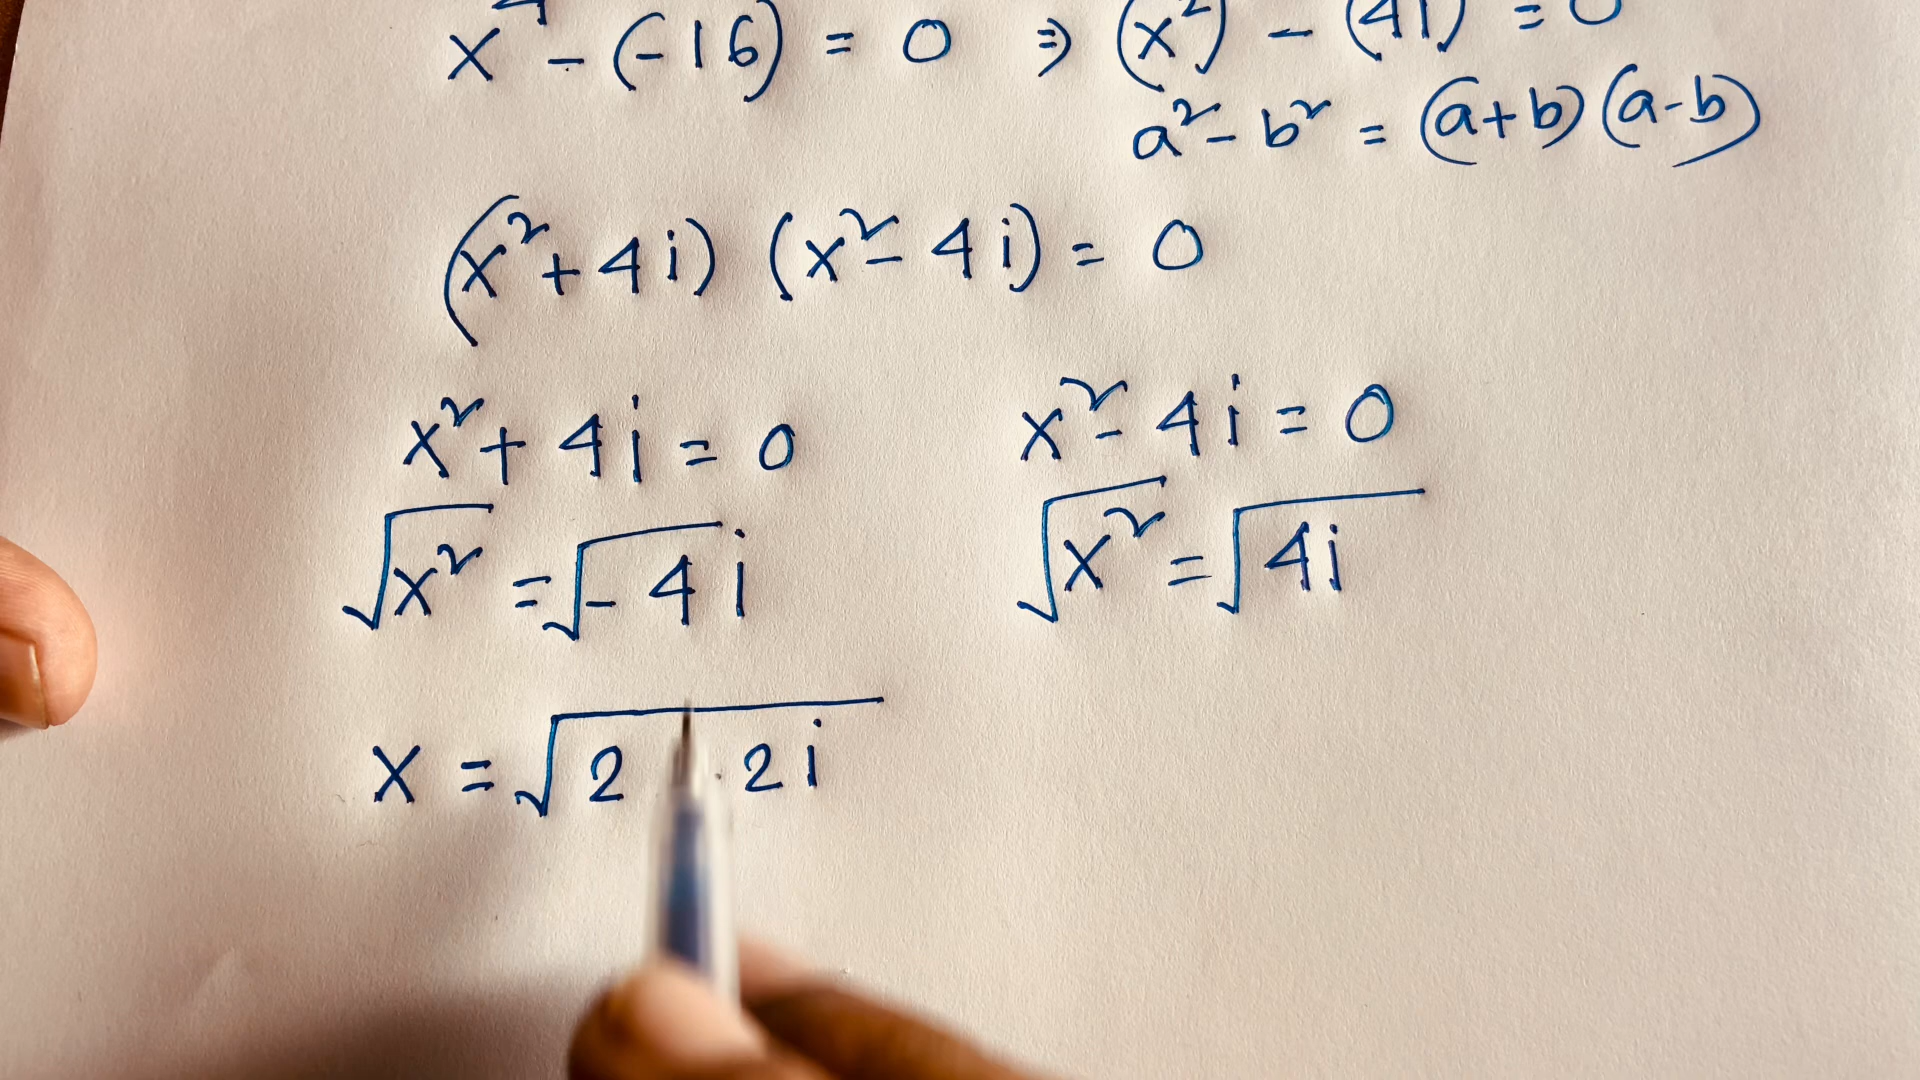 x⁴ - (-16) = 0 ⇒ (x²) - (4i) = 0
a² - b² = (a+b)(a-b)
(x² + 4i) (x² - 4i) = 0
x² + 4i = 0
x² - 4i = 0
√x² = √-4i
√x² = √4i
x = √2 2i